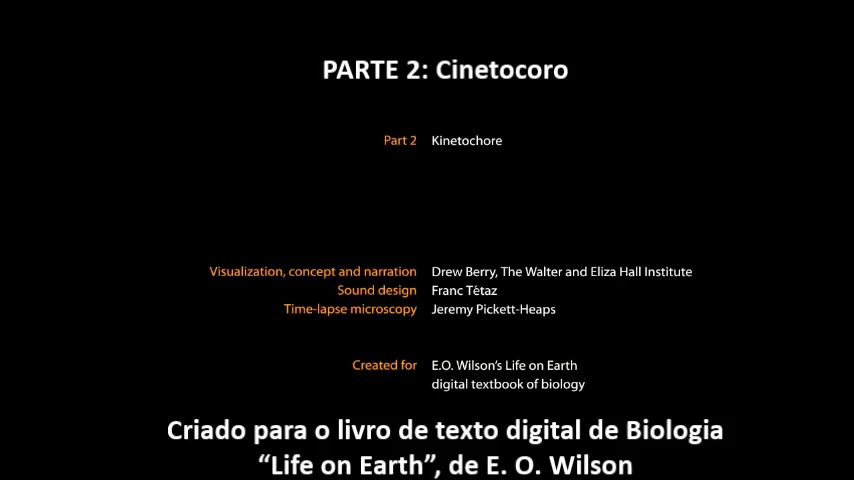 PARTE 2: Cinetocoro
Part 2 Kinetochore
Visualization, concept and narration Drew Berry, The Walter and Eliza Hall Institute
Sound design Franc Tétaz
Time-lapse microscopy Jeremy Pickett-Heaps
Created for E.O. Wilson's Life on Earth
digital textbook of biology
Criado para o livro de texto digital de Biologia
“Life on Earth”, de E. O. Wilson